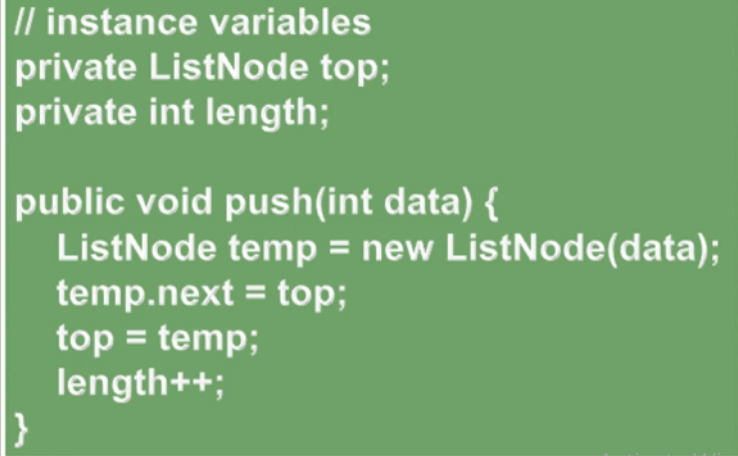 // instance variables
private ListNode top;
private int length;

public void push(int data) {
    ListNode temp = new ListNode(data);
    temp.next = top;
    top = temp;
    length++;
}